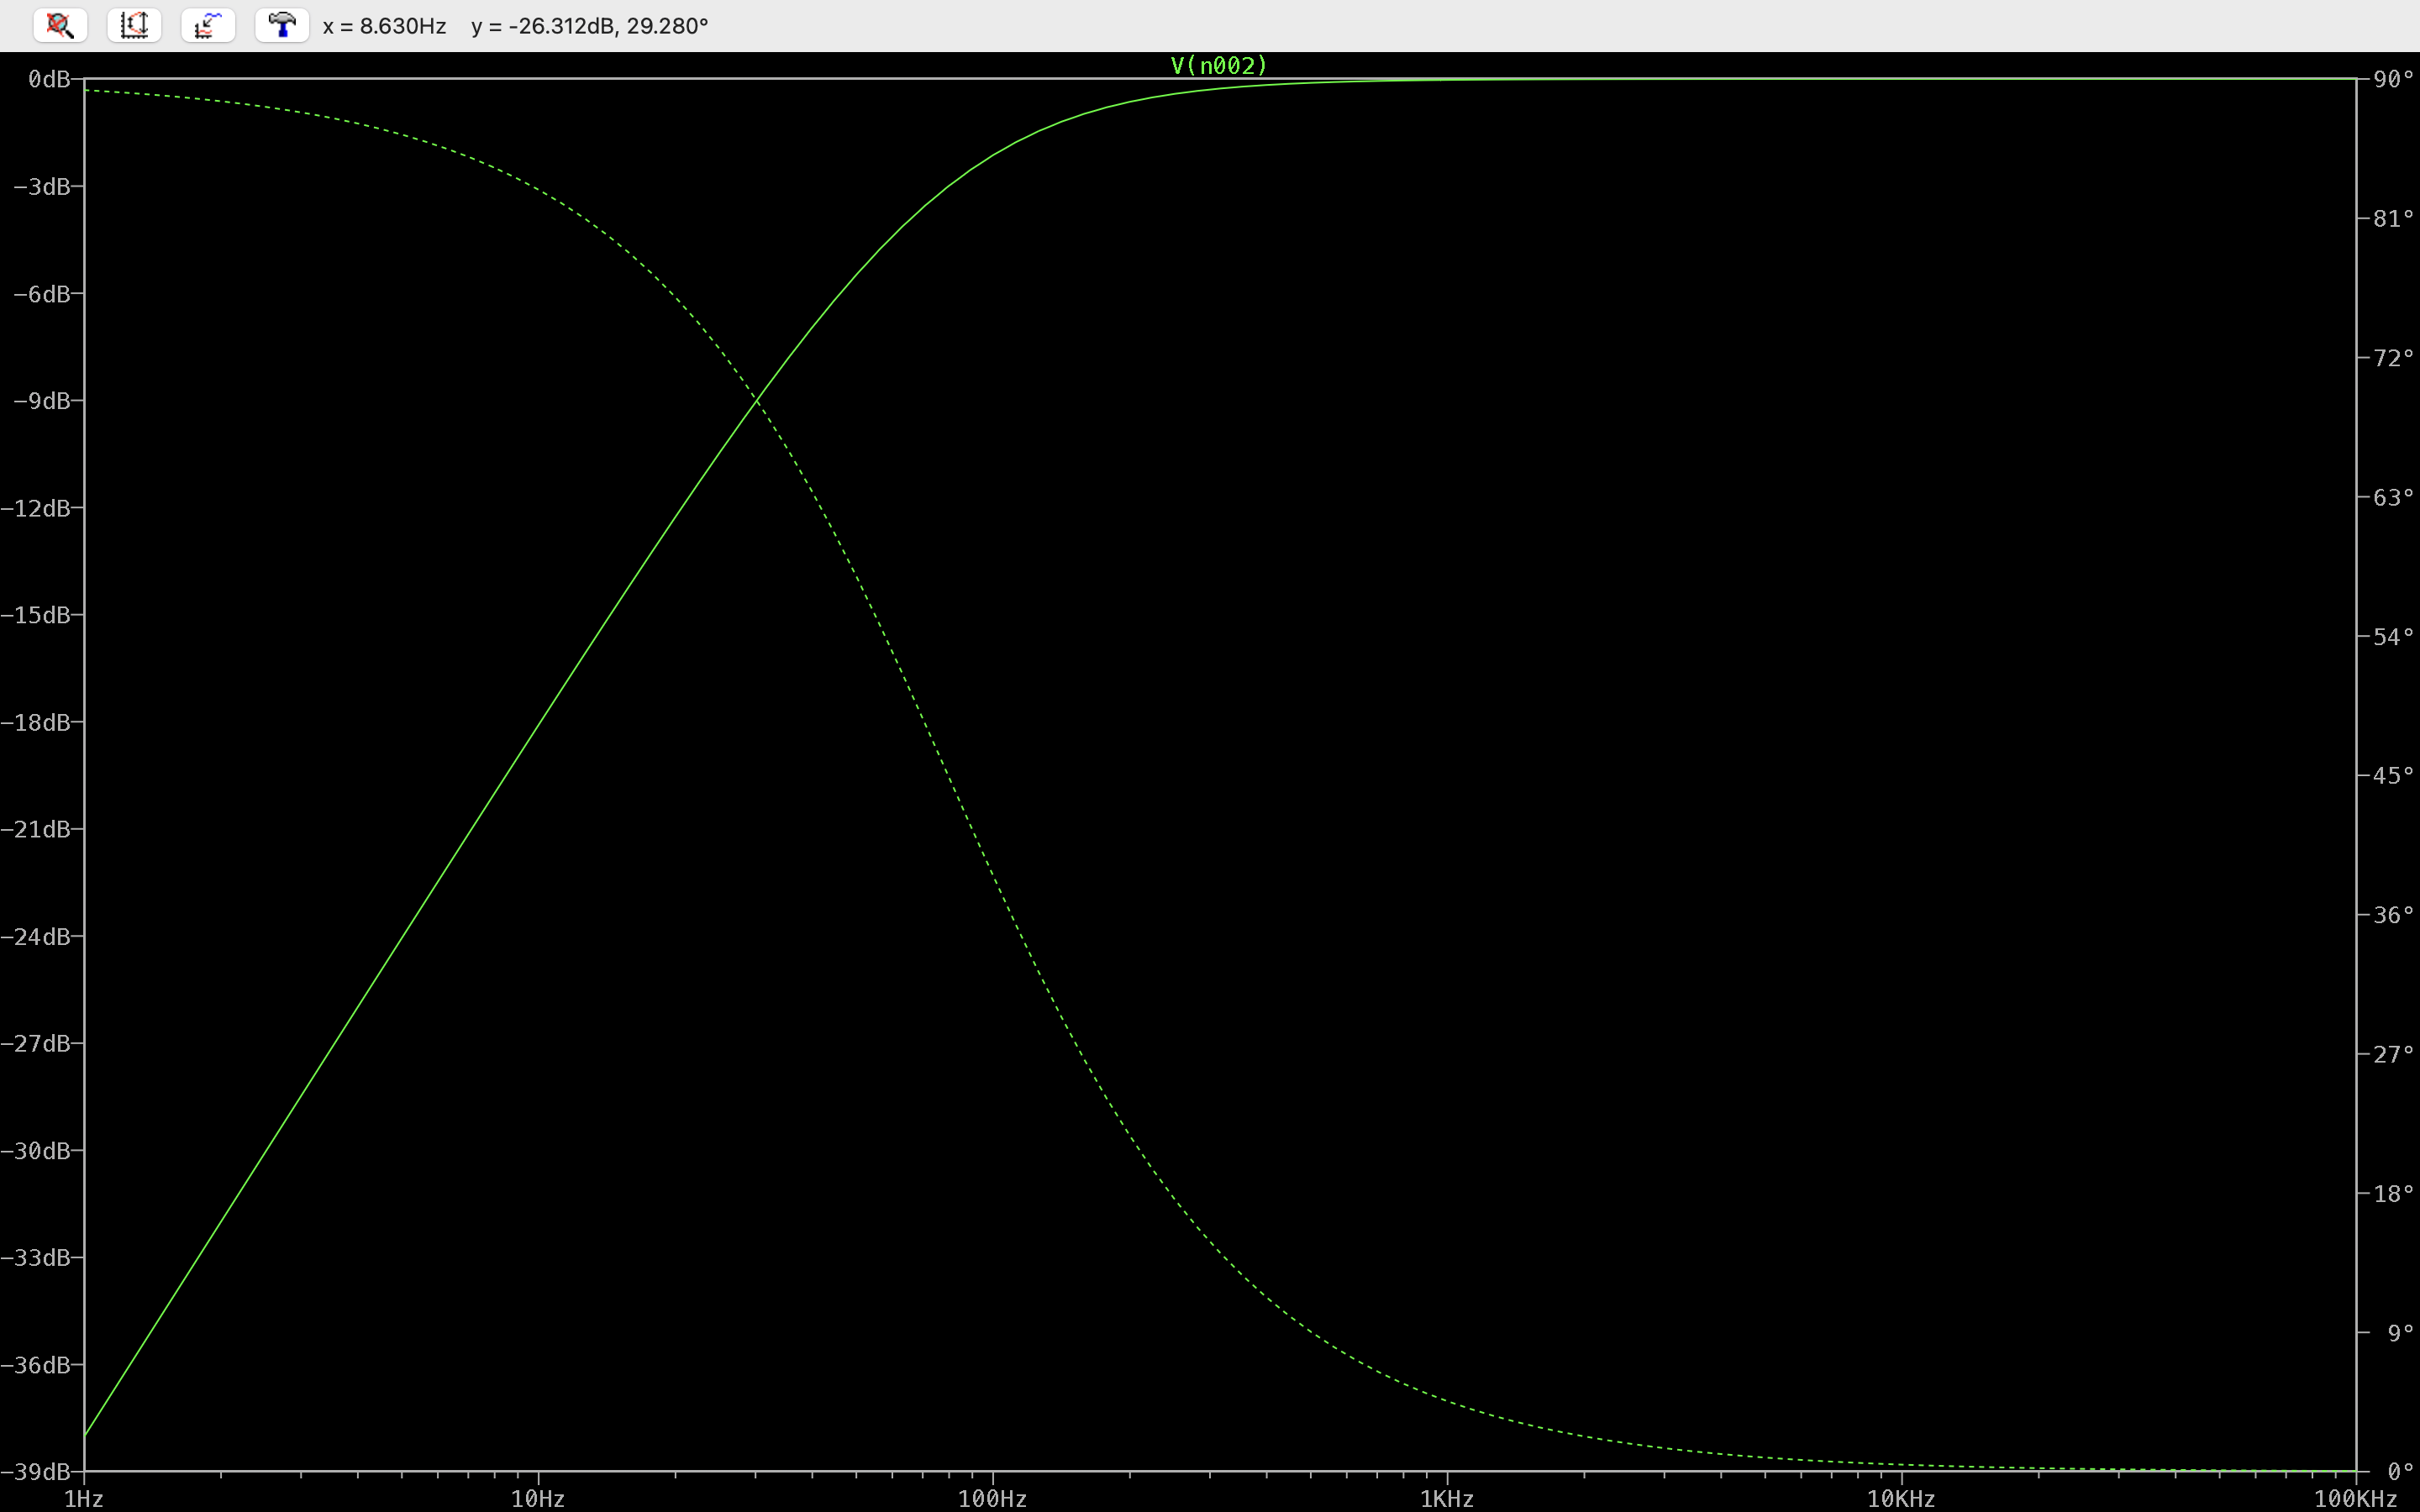 x = 8.630Hz y = -26.312dB, 29.280°
V(n002)
0dB
-3dB
-6dB
-9dB
-12dB
-15dB
-18dB
-21dB
-24dB
-27dB
-30dB
-33dB
-36dB
-39dB
90°
81°
72°
63°
54°
45°
36°
27°
18°
9°
0°
1Hz 10Hz 100Hz 1KHz 10KHz 100KHz